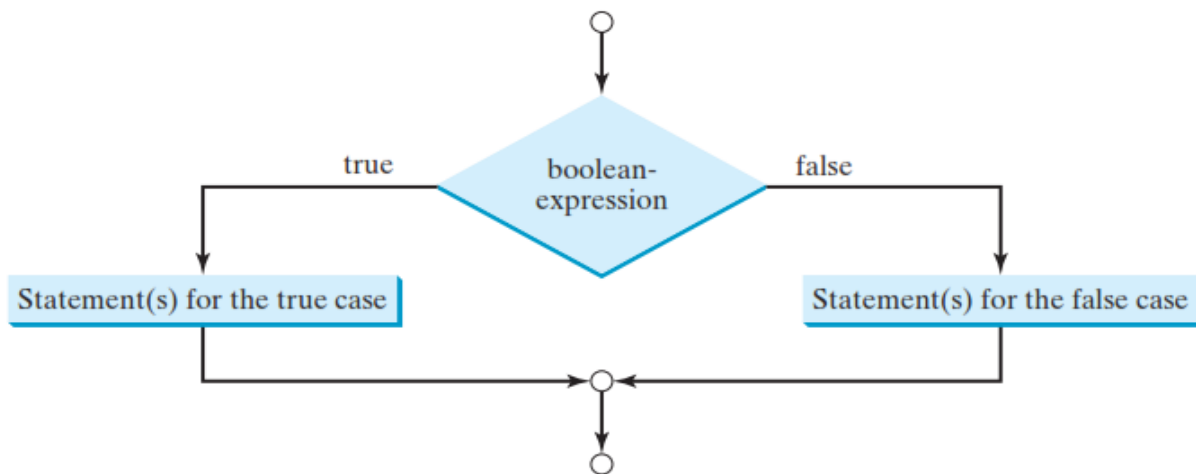 true
boolean-
expression
false
Statement(s) for the true case
Statement(s) for the false case